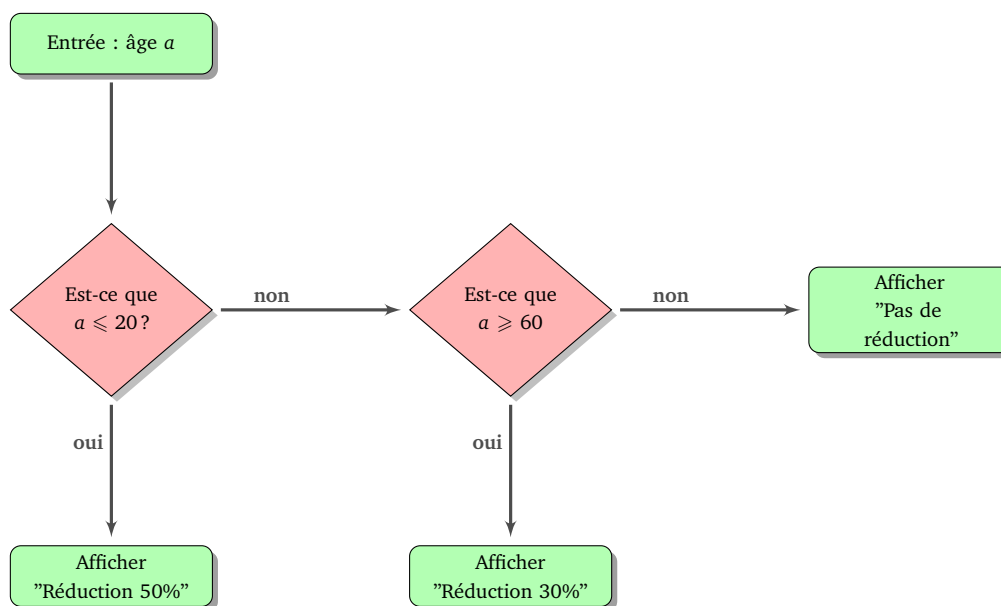 Entrée : âge a
Est-ce que
a ⩽ 20 ?
non
Est-ce que
a ⩾ 60
non
Afficher
”Pas de
réduction”
oui
oui
Afficher
”Réduction 50%”
Afficher
”Réduction 30%”